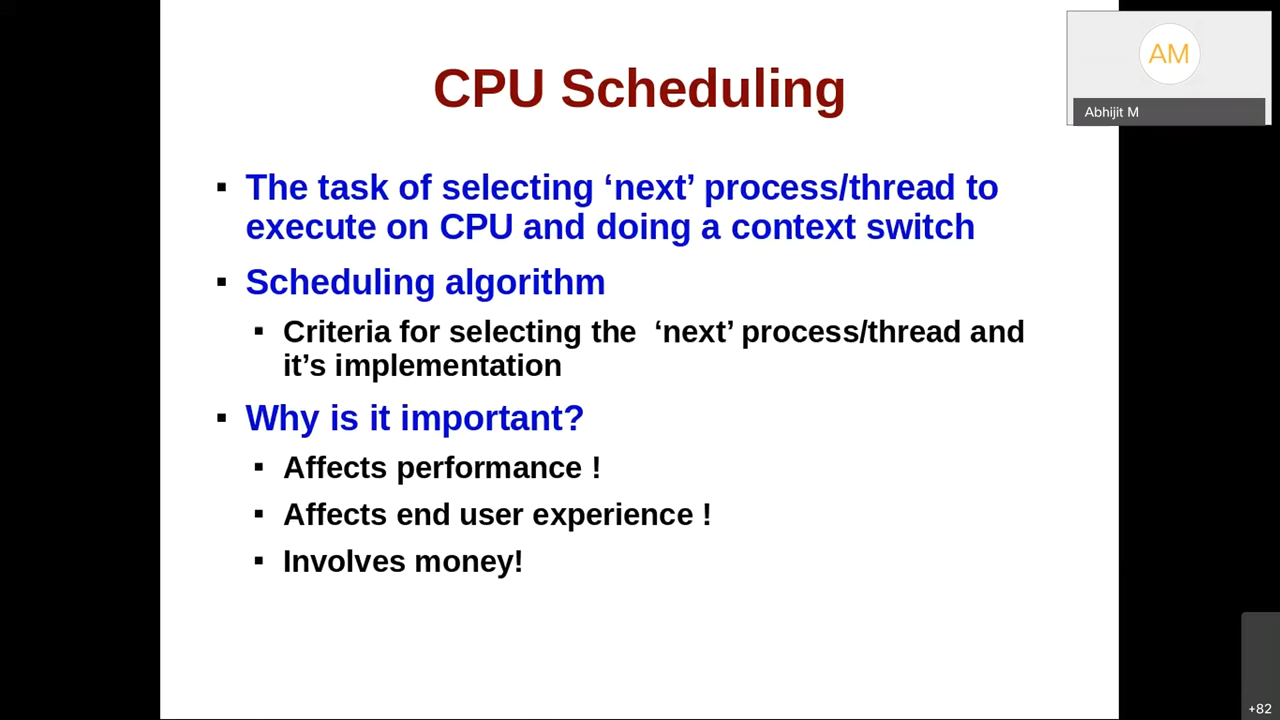 CPU Scheduling
AM
Abhijit M
▪ The task of selecting ‘next’ process/thread to
execute on CPU and doing a context switch
▪ Scheduling algorithm
▪ Criteria for selecting the  ‘next’ process/thread and
it’s implementation
▪ Why is it important?
▪ Affects performance !
▪ Affects end user experience !
▪ Involves money!
+82